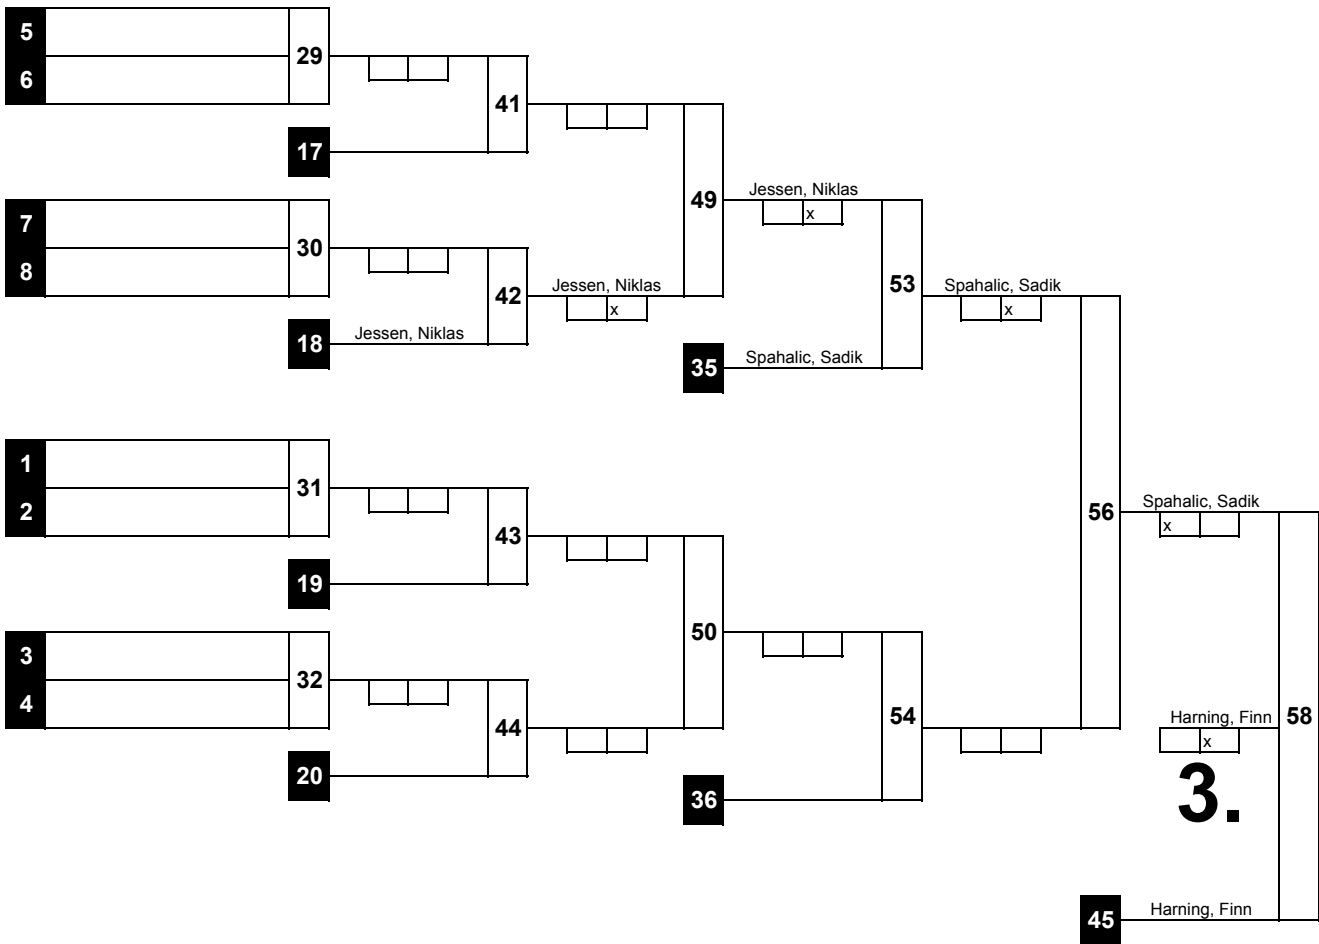 5
29
6
41
17
7
49
Jessen, Niklas
x
30
8
42
Jessen, Niklas
x
53
Spahalic, Sadik
x
18
Jessen, Niklas
35
Spahalic, Sadik
1
31
2
43
56
Spahalic, Sadik
x
19
3
50
32
4
44
54
Harning, Finn
58
x
20
36
3.
45
Harning, Finn